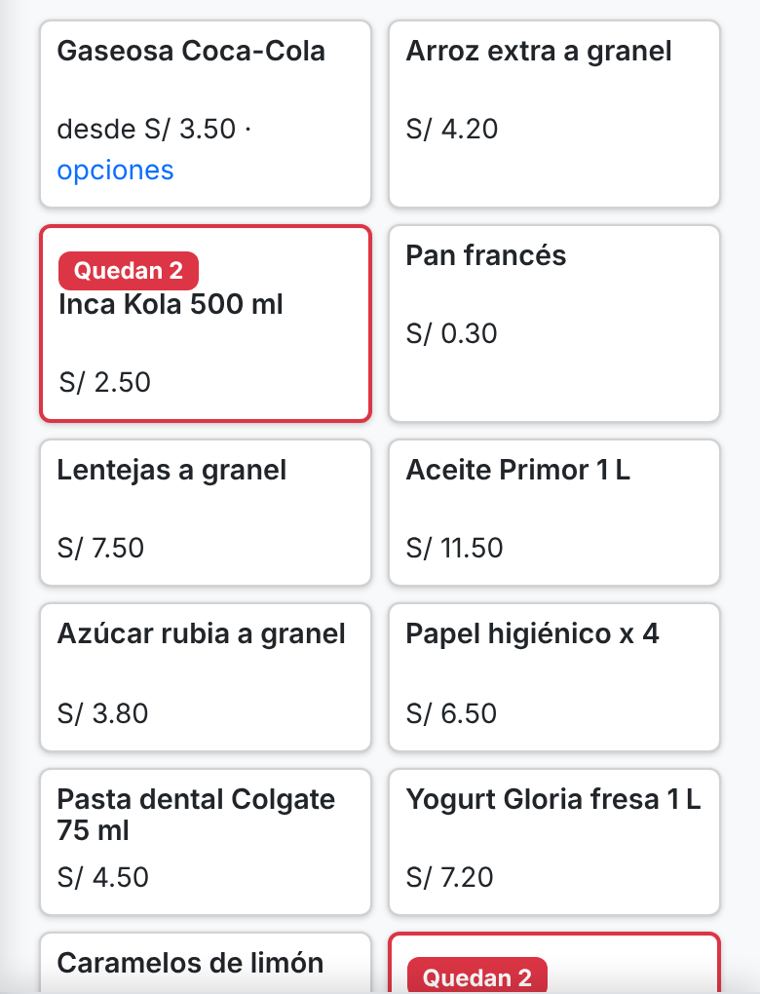 Gaseosa Coca-Cola
desde S/ 3.50 ·
opciones
Arroz extra a granel
S/ 4.20
Quedan 2
Inca Kola 500 ml
S/ 2.50
Pan francés
S/ 0.30
Lentejas a granel
S/ 7.50
Aceite Primor 1 L
S/ 11.50
Azúcar rubia a granel
S/ 3.80
Papel higiénico x 4
S/ 6.50
Pasta dental Colgate
75 ml
S/ 4.50
Yogurt Gloria fresa 1 L
S/ 7.20
Caramelos de limón
Quedan 2